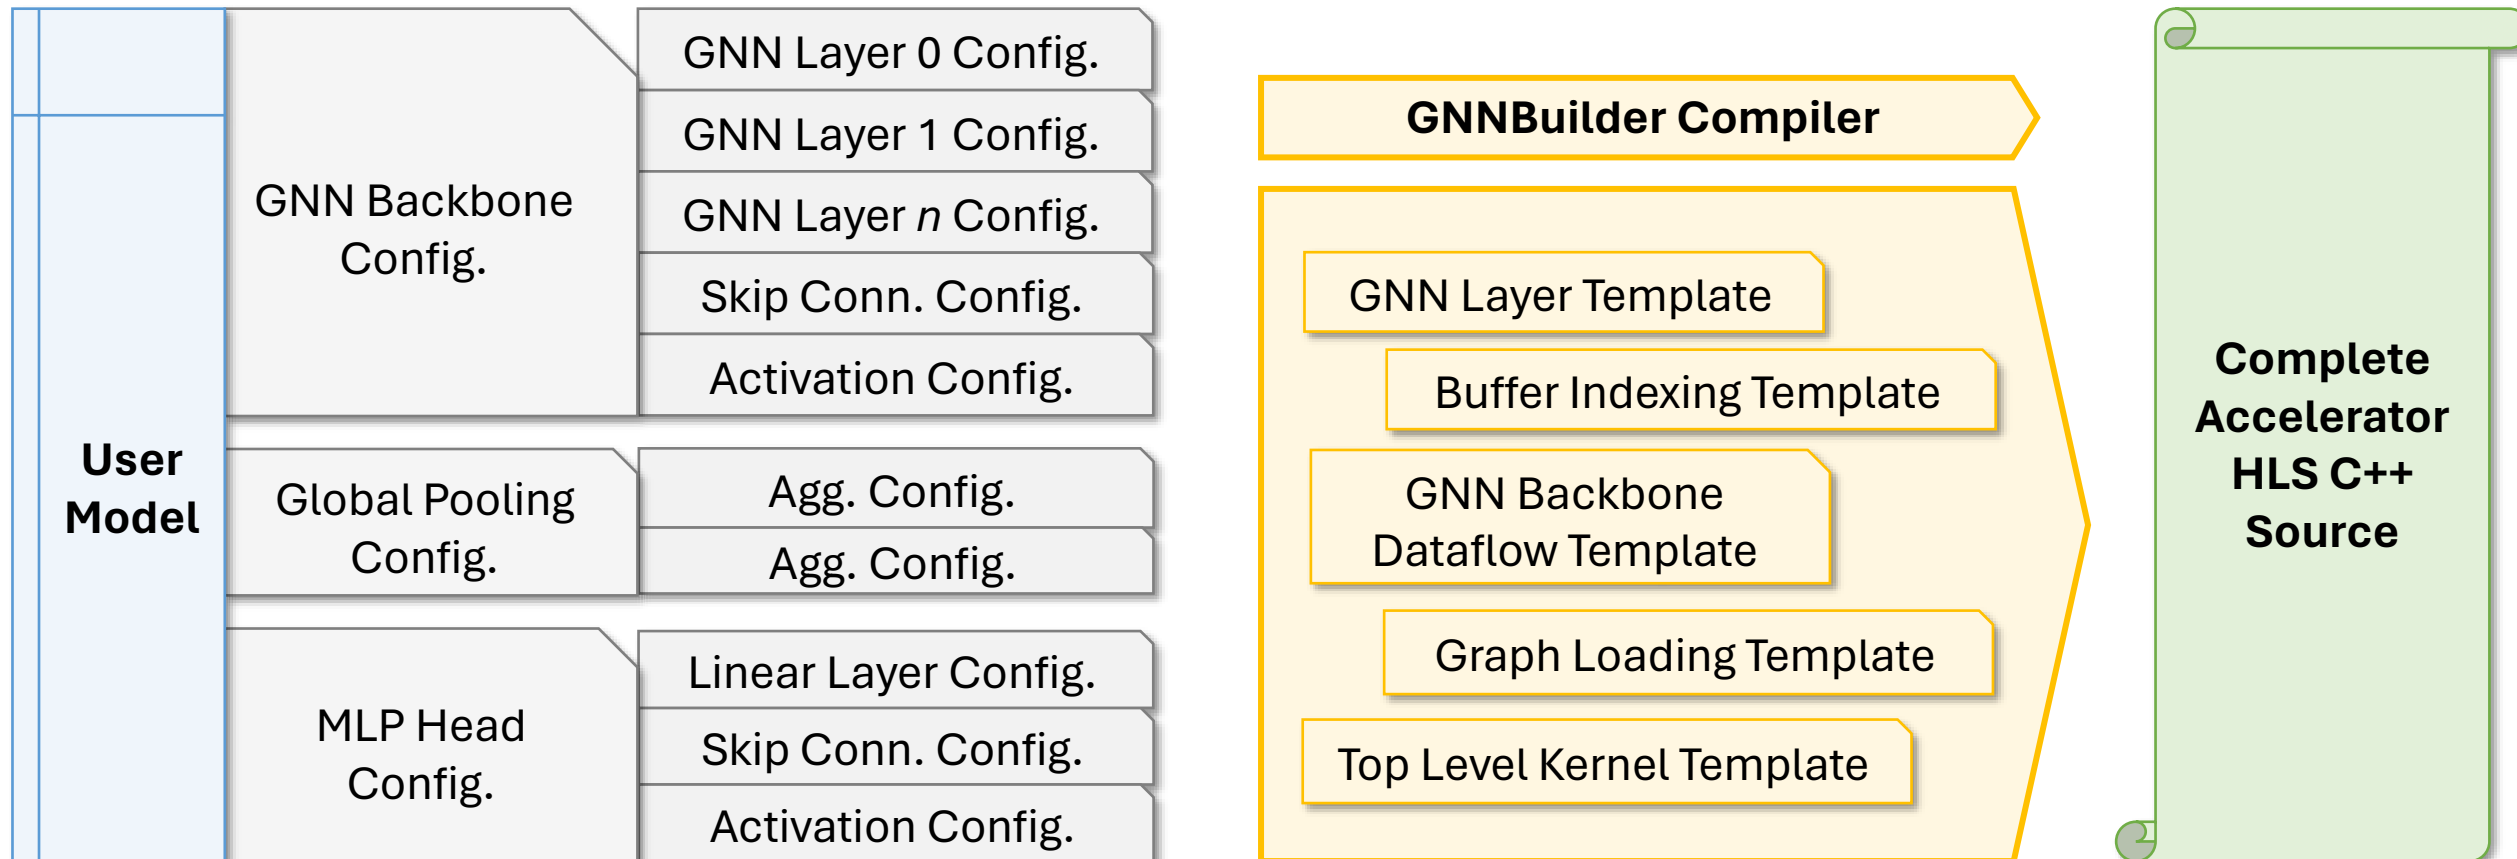 User
Model
GNN Backbone
Config.
GNN Layer 0 Config.
GNN Layer 1 Config.
GNN Layer n Config.
Skip Conn. Config.
Activation Config.
Global Pooling
Config.
Agg. Config.
Agg. Config.
MLP Head
Config.
Linear Layer Config.
Skip Conn. Config.
Activation Config.
GNNBuilder Compiler
GNN Layer Template
Buffer Indexing Template
GNN Backbone
Dataflow Template
Graph Loading Template
Top Level Kernel Template
Complete
Accelerator
HLS C++
Source